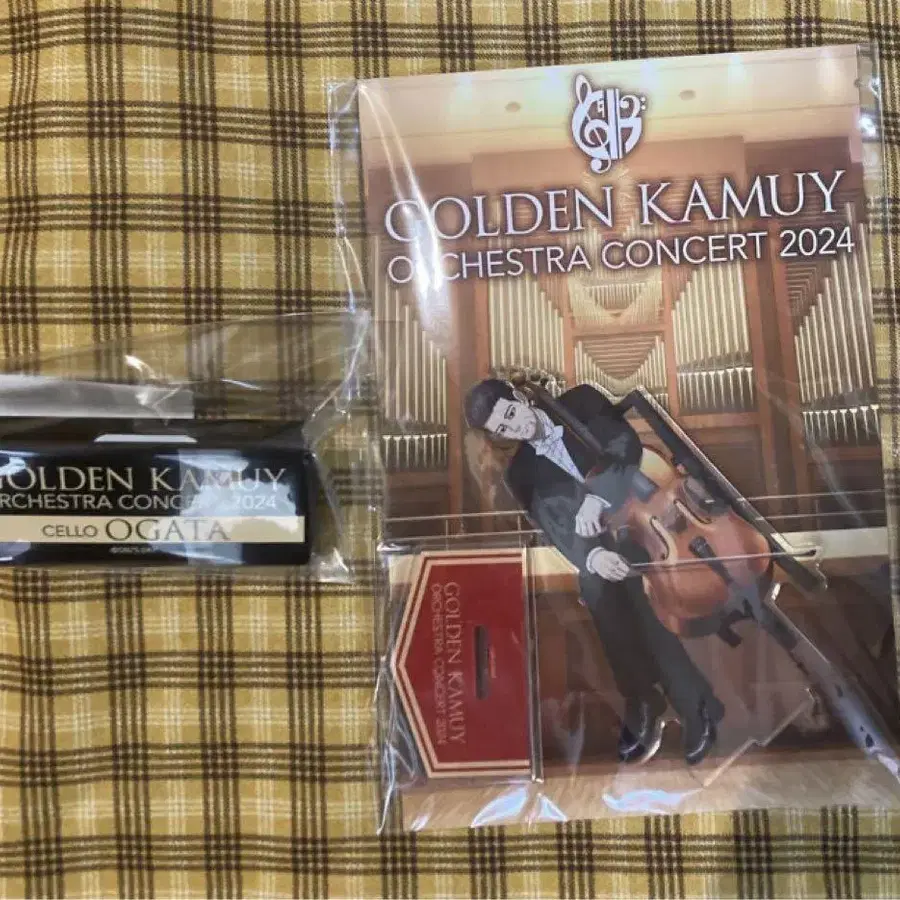 GOLDEN KAMUY
ORCHESTRA CONCERT 2024
GOLDEN KAMUY
ORCHESTRA CONCERT 2024
CELLO OGATA
GOLDEN KAMUY
ORCHESTRA CONCERT 2024